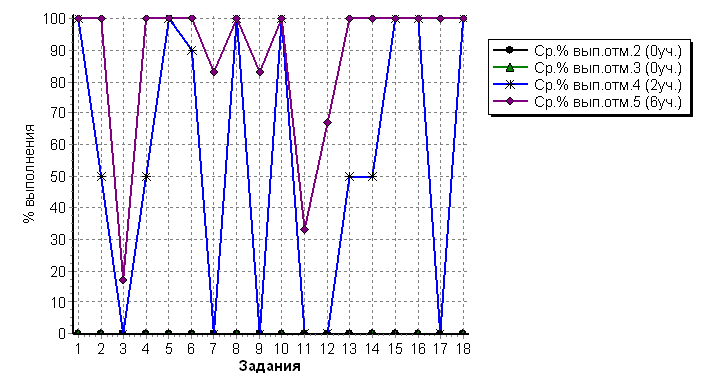 100
90
80
70
60
50
40
30
20
10
0
% выполнения
1 2 3 4 5 6 7 8 9 10 11 12 13 14 15 16 17 18
Задания
Ср.% вып.отм.2 (0уч.)
Ср.% вып.отм.3 (0уч.)
Ср.% вып.отм.4 (2уч.)
Ср.% вып.отм.5 (6уч.)